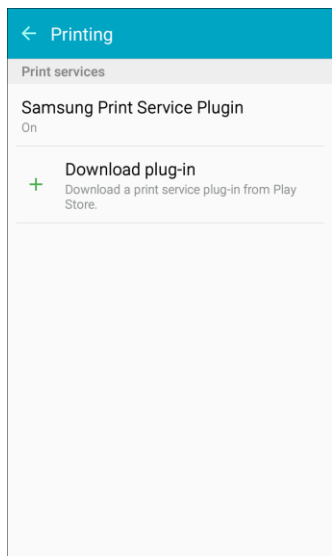 Printing
Print services
Samsung Print Service Plugin
On
Download plug-in
Download a print service plug-in from Play
Store.